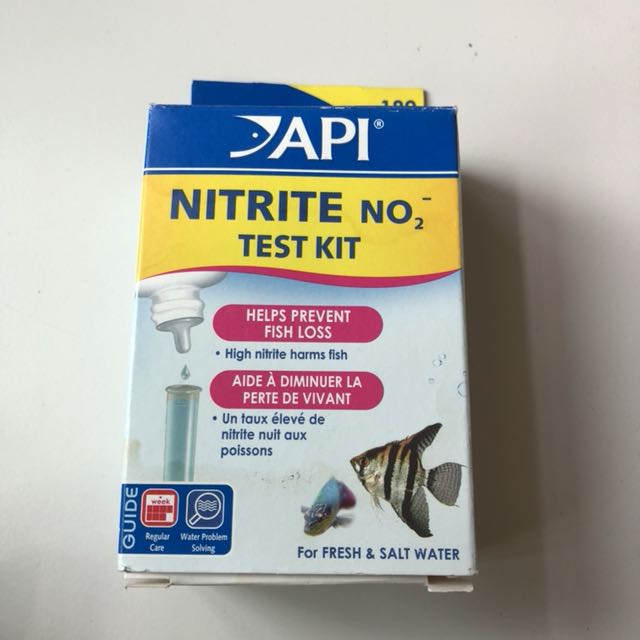 180
API®
NITRITE NO₂⁻
TEST KIT
HELPS PREVENT
FISH LOSS
• High nitrite harms fish
AIDE À DIMINUER LA
PERTE DE VIVANT
• Un taux élevé de
nitrite nuit aux
poissons
GUIDE
week
Regular
Care
Water Problem
Solving
For FRESH & SALT WATER